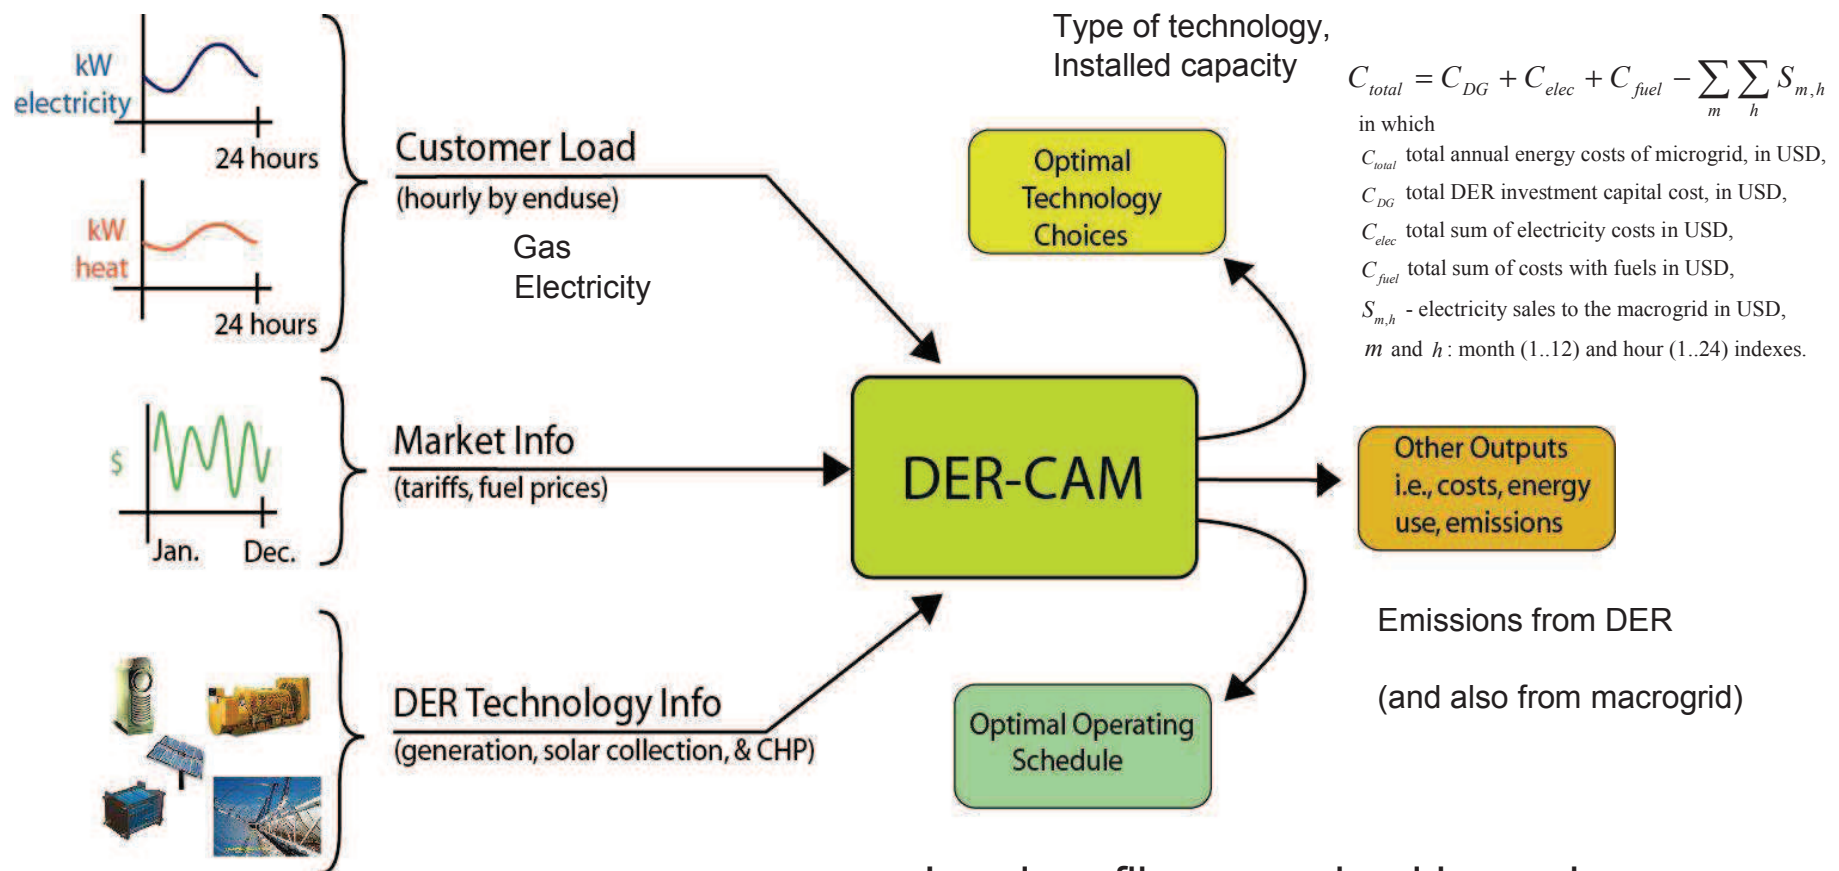 kW
electricity
24 hours
kW
heat
24 hours
Customer Load
(hourly by enduse)
Gas
Electricity
$
Jan. Dec.
Market Info
(tariffs, fuel prices)
DER Technology Info
(generation, solar collection, & CHP)
DER-CAM
Type of technology,
Installed capacity
Optimal
Technology
Choices
C_total = C_DG + C_elec + C_fuel − ∑_m ∑_h S_m,h
in which
C_total total annual energy costs of microgrid, in USD,
C_DG total DER investment capital cost, in USD,
C_elec total sum of electricity costs in USD,
C_fuel total sum of costs with fuels in USD,
S_m,h - electricity sales to the macrogrid in USD,
m and h : month (1..12) and hour (1..24) indexes.
Other Outputs
i.e., costs, energy
use, emissions
Emissions from DER
(and also from macrogrid)
Optimal Operating
Schedule